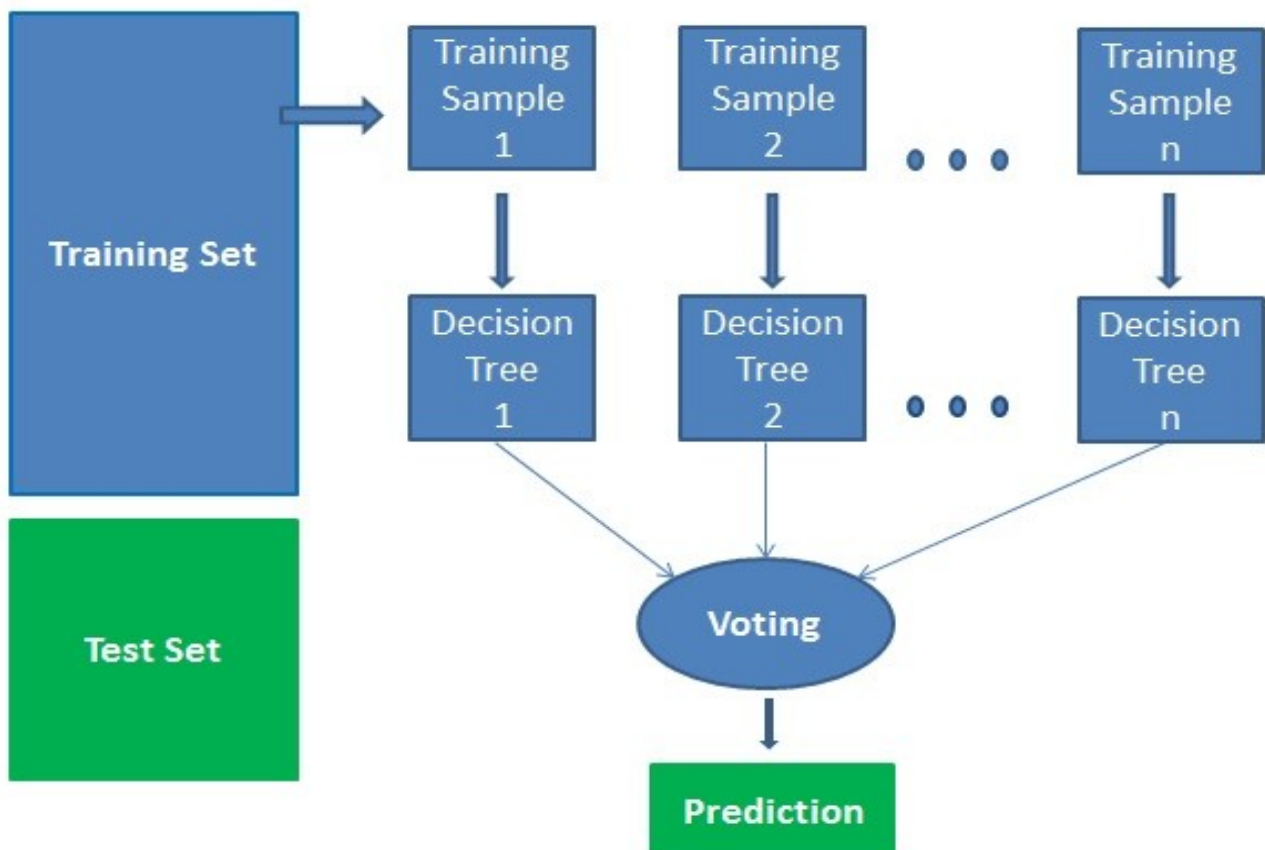 Training Set
Training
Sample
1
Training
Sample
2
Training
Sample
n
Decision
Tree
1
Decision
Tree
2
Decision
Tree
n
Voting
Test Set
Prediction